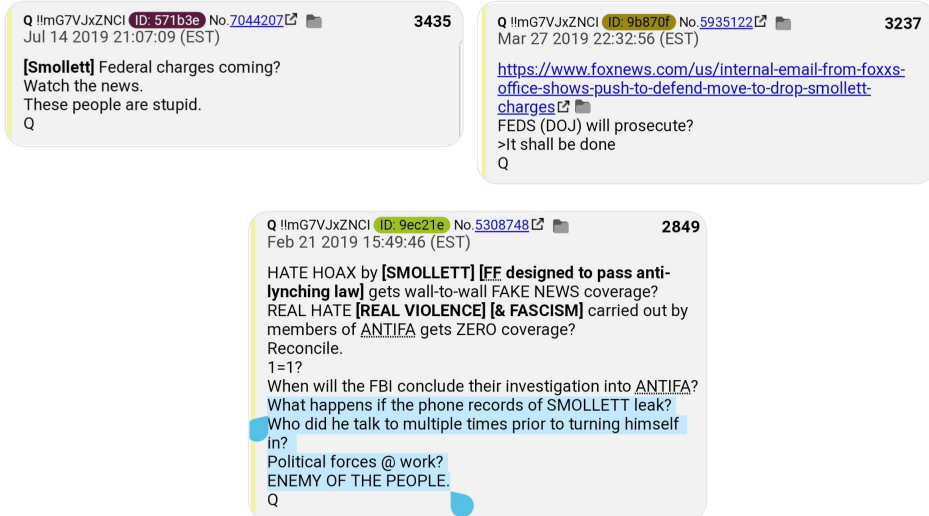 Q !!mG7VJxZNCI ID: 571b3e No.7044207 3435
Jul 14 2019 21:07:09 (EST)
[Smollett] Federal charges coming?
Watch the news.
These people are stupid.
Q
Q !!mG7VJxZNCI ID: 9b870f No.5935122 3237
Mar 27 2019 22:32:56 (EST)
https://www.foxnews.com/us/internal-email-from-foxxs-
office-shows-push-to-defend-move-to-drop-smollett-
charges
FEDS (DOJ) will prosecute?
>It shall be done
Q
Q !!mG7VJxZNCI ID: 9ec21e No.5308748 2849
Feb 21 2019 15:49:46 (EST)
HATE HOAX by [SMOLLETT] [FF designed to pass anti-
lynching law] gets wall-to-wall FAKE NEWS coverage?
REAL HATE [REAL VIOLENCE] [& FASCISM] carried out by
members of ANTIFA gets ZERO coverage?
Reconcile.
1=1?
When will the FBI conclude their investigation into ANTIFA?
What happens if the phone records of SMOLLETT leak?
Who did he talk to multiple times prior to turning himself
in?
Political forces @ work?
ENEMY OF THE PEOPLE.
Q